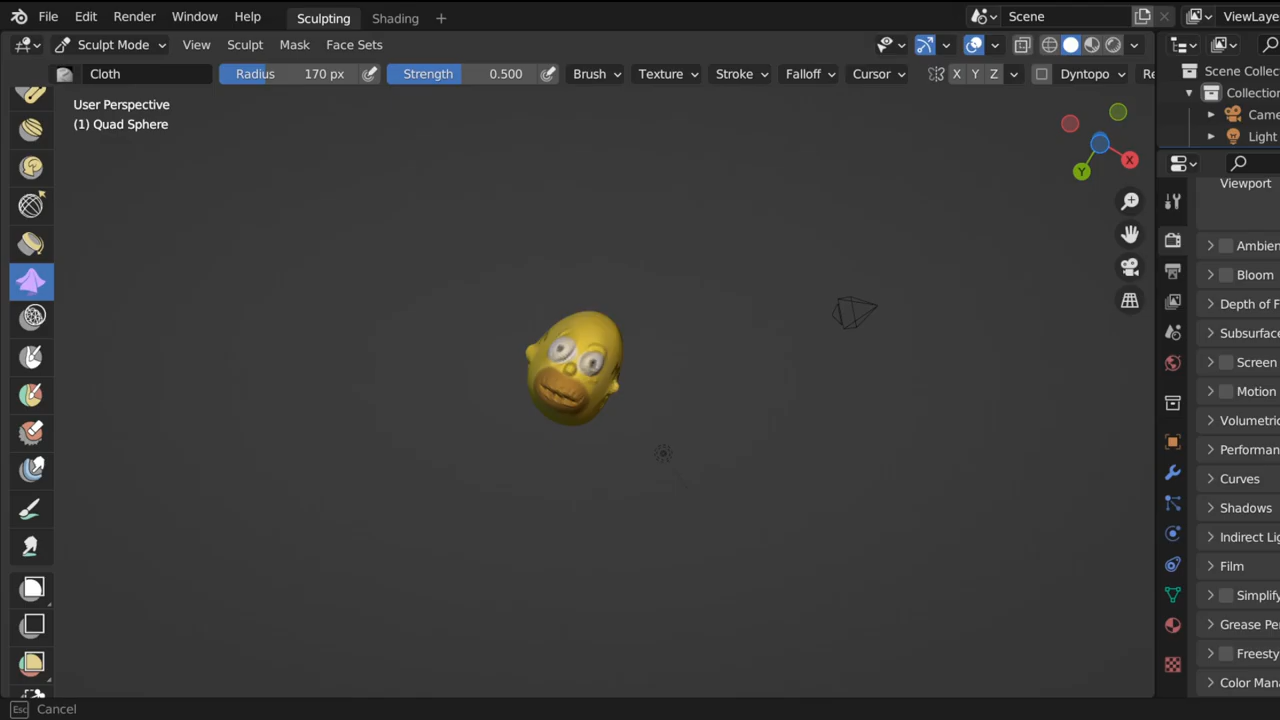 File Edit Render Window Help Sculpting Shading + Scene ViewLaye
Sculpt Mode View Sculpt Mask Face Sets
Cloth Radius 170 px Strength 0.500 Brush Texture Stroke Falloff Cursor X Y Z Dyntopo Re
User Perspective
(1) Quad Sphere
X
Y
Scene Collec
Collection
Came
Light
Viewport
Ambien
Bloom
Depth of F
Subsurfac
Screen
Motion
Volumetric
Performan
Curves
Shadows
Indirect Lig
Film
Simplify
Grease Pen
Freesty
Color Mana
Esc Cancel